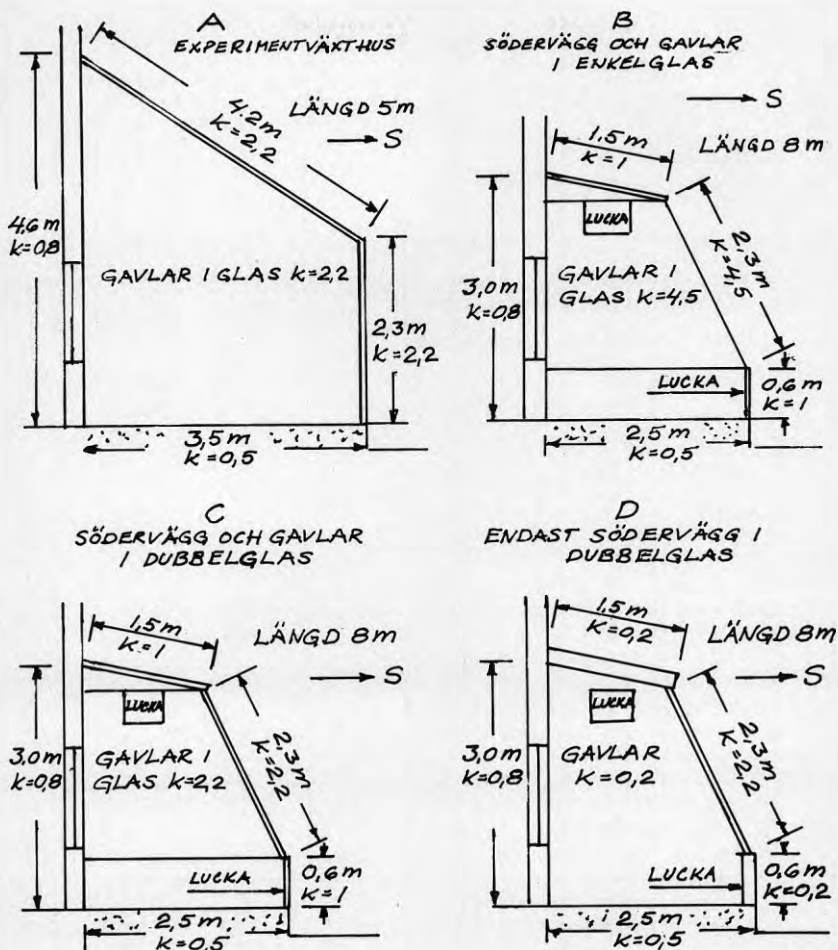 A
EXPERIMENTVÄXTHUS
4.2m
K=2,2
LÄNGD 5m
S
4.6 m
K=0,8
GAVLAR I GLAS K=2,2
2,3m
K=2,2
3,5m
K=0,5
B
SÖDERVÄGG OCH GAVLAR
I ENKELGLAS
S
1.5m
K=1
LÄNGD 8m
LUCKA
2,3m
K=4,5
3,0m
K=0,8
GAVLAR I
GLAS K=4,5
LUCKA
0,6m
K=1
2,5m
K=0,5
C
SÖDERVÄGG OCH GAVLAR
I DUBBELGLAS
1,5m
K=1
LÄNGD 8m
S
LUCKA
2,3m
K=2,2
3,0m
K=0,8
GAVLAR I
GLAS K=2,2
LUCKA
0,6m
K=1
2,5m
K=0,5
D
ENDAST SÖDERVÄGG I
DUBBELGLAS
1,5m
K=0,2
LÄNGD 8m
S
LUCKA
2,3m
K=2,2
3,0m
K=0,8
GAVLAR
K=0,2
LUCKA
0,6m
K=0,2
2,5m
K=0,5